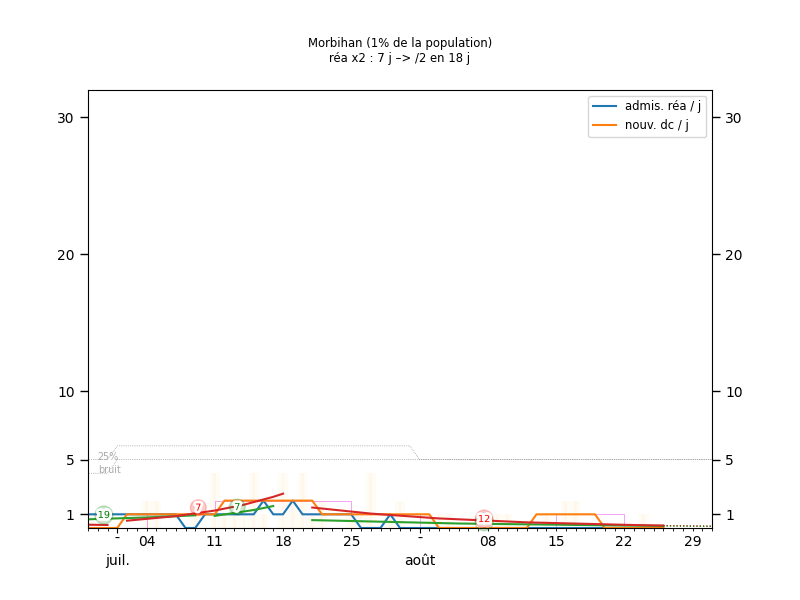 Morbihan (1% de la population)
réa x2 : 7 j –> /2 en 18 j
admis. réa / j
nouv. dc / j
30
30
20
20
10
10
25%
bruit
5
5
19
7
7
12
1
1
- 04 11 18 25 - 08 15 22 29
juil. août